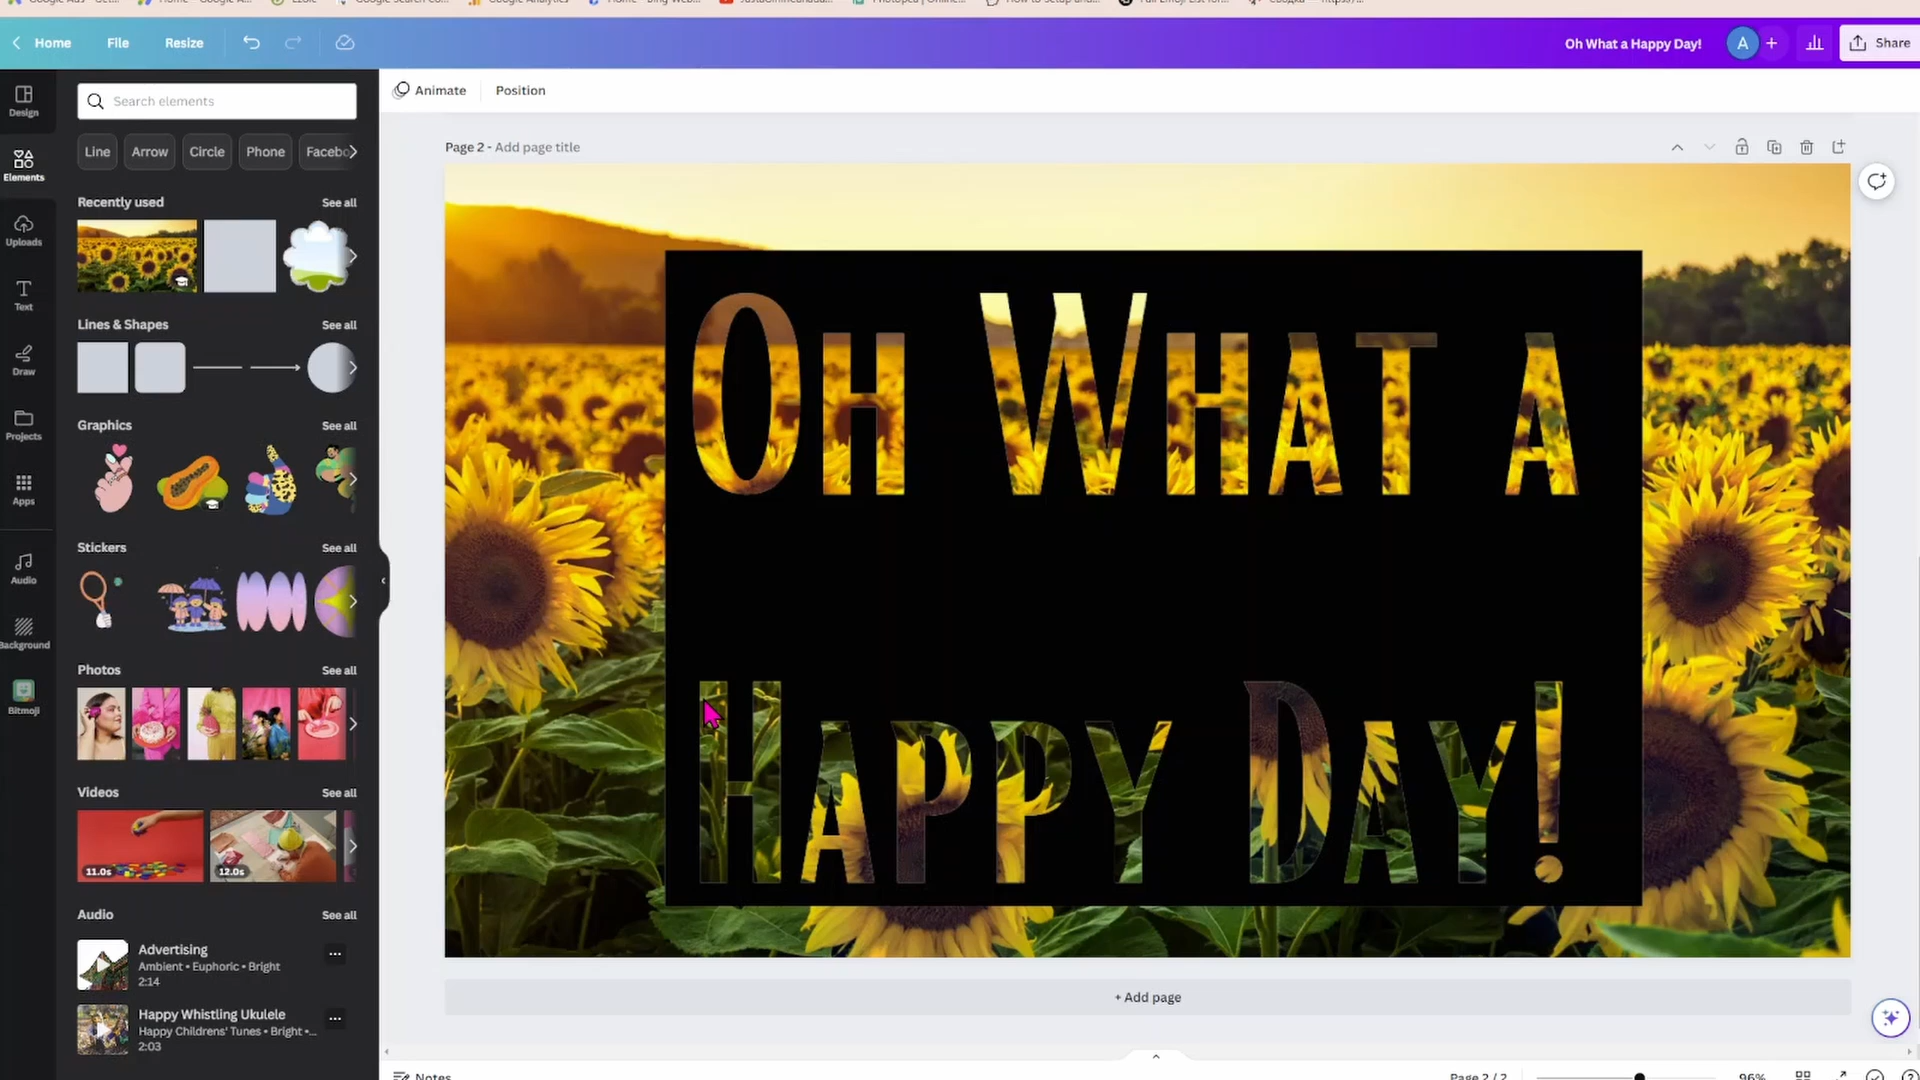 Home
File
Resize
Oh What a Happy Day!
A
Share
Design
Elements
Uploads
Text
Draw
Projects
Apps
Audio
Background
Bitmoji
Search elements
Line
Arrow
Circle
Phone
Facebo
Recently used
See all
Lines & Shapes
See all
Graphics
See all
Stickers
See all
Photos
See all
Videos
See all
11.0s
12.0s
Audio
See all
Advertising
Ambient • Euphoric • Bright
2:14
Happy Whistling Ukulele
Happy Childrens' Tunes • Bright •...
2:03
Animate
Position
Page 2 - Add page title
Oh What a
Happy Day!
+ Add page
Notes
Page 2 / 2
96%